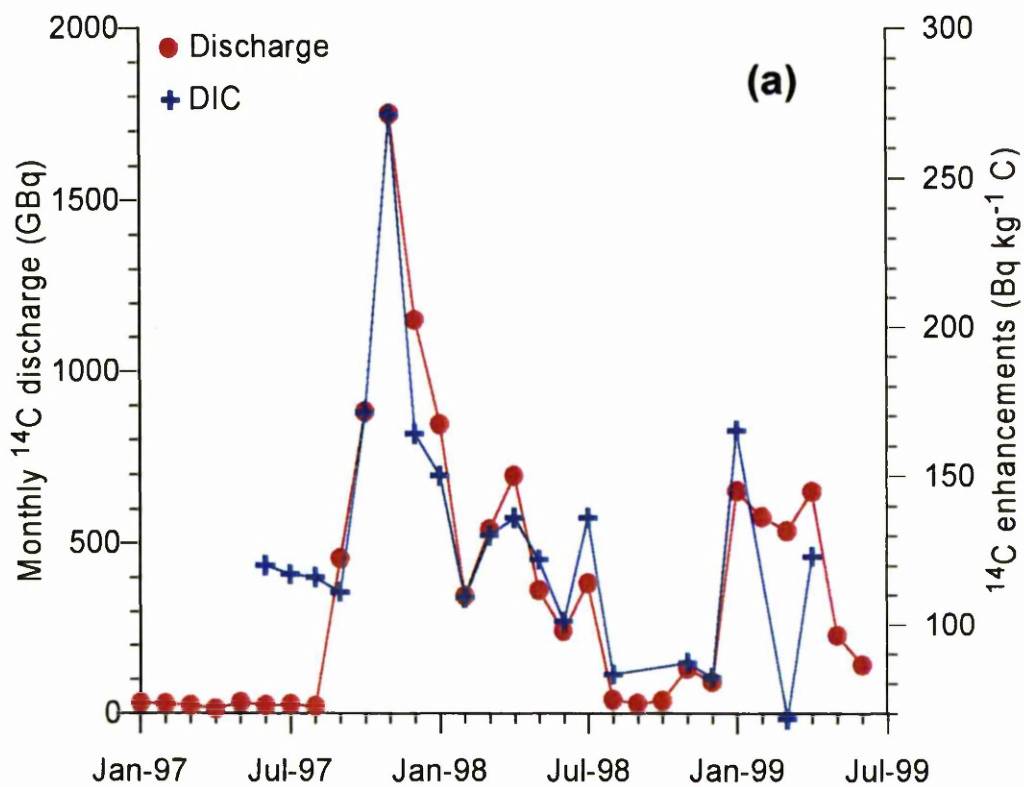 2000
300
Discharge
DIC
(a)
1500
250
200
1000
150
500
100
0
Monthly ¹⁴C discharge (GBq)
¹⁴C enhancements (Bq kg⁻¹ C)
Jan-97 Jul-97 Jan-98 Jul-98 Jan-99 Jul-99